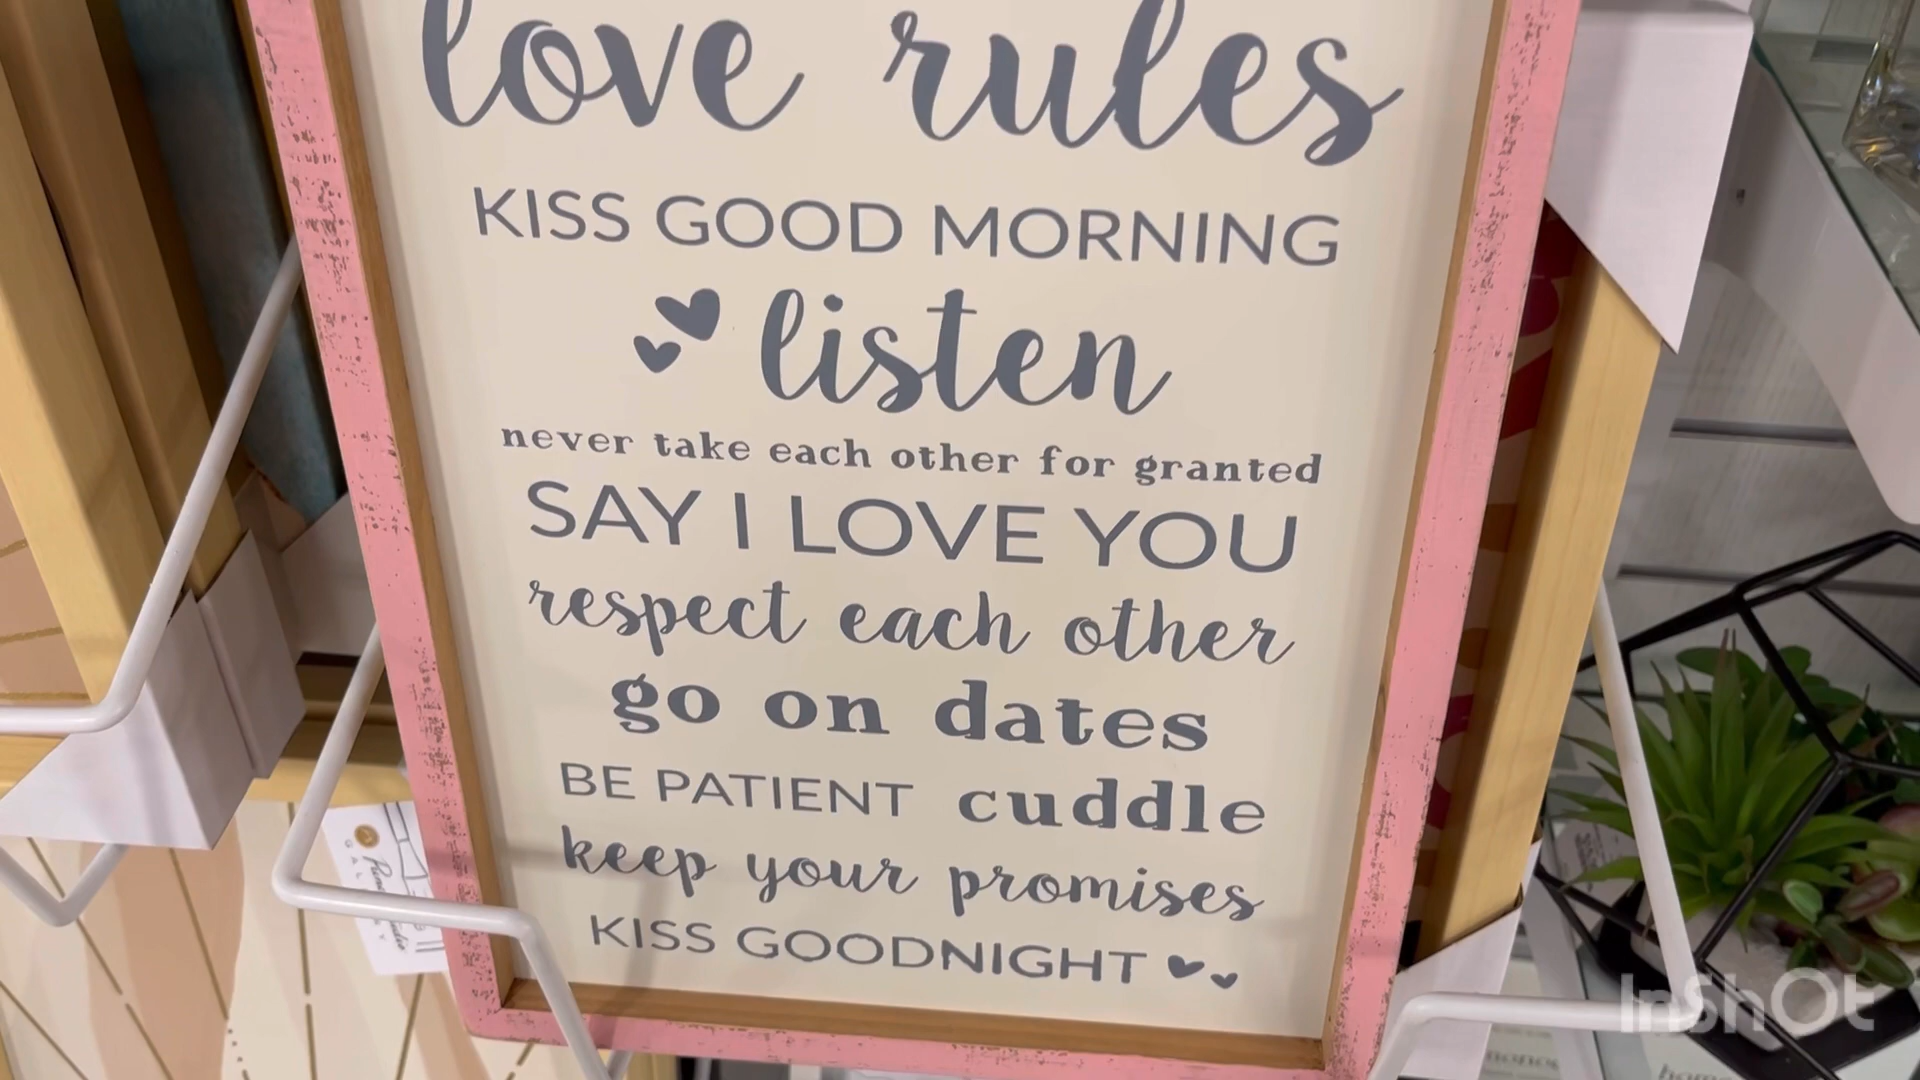 love rules
KISS GOOD MORNING
listen
never take each other for granted
SAY I LOVE YOU
respect each other
go on dates
BE PATIENT cuddle
keep your promises
KISS GOODNIGHT
InShOt